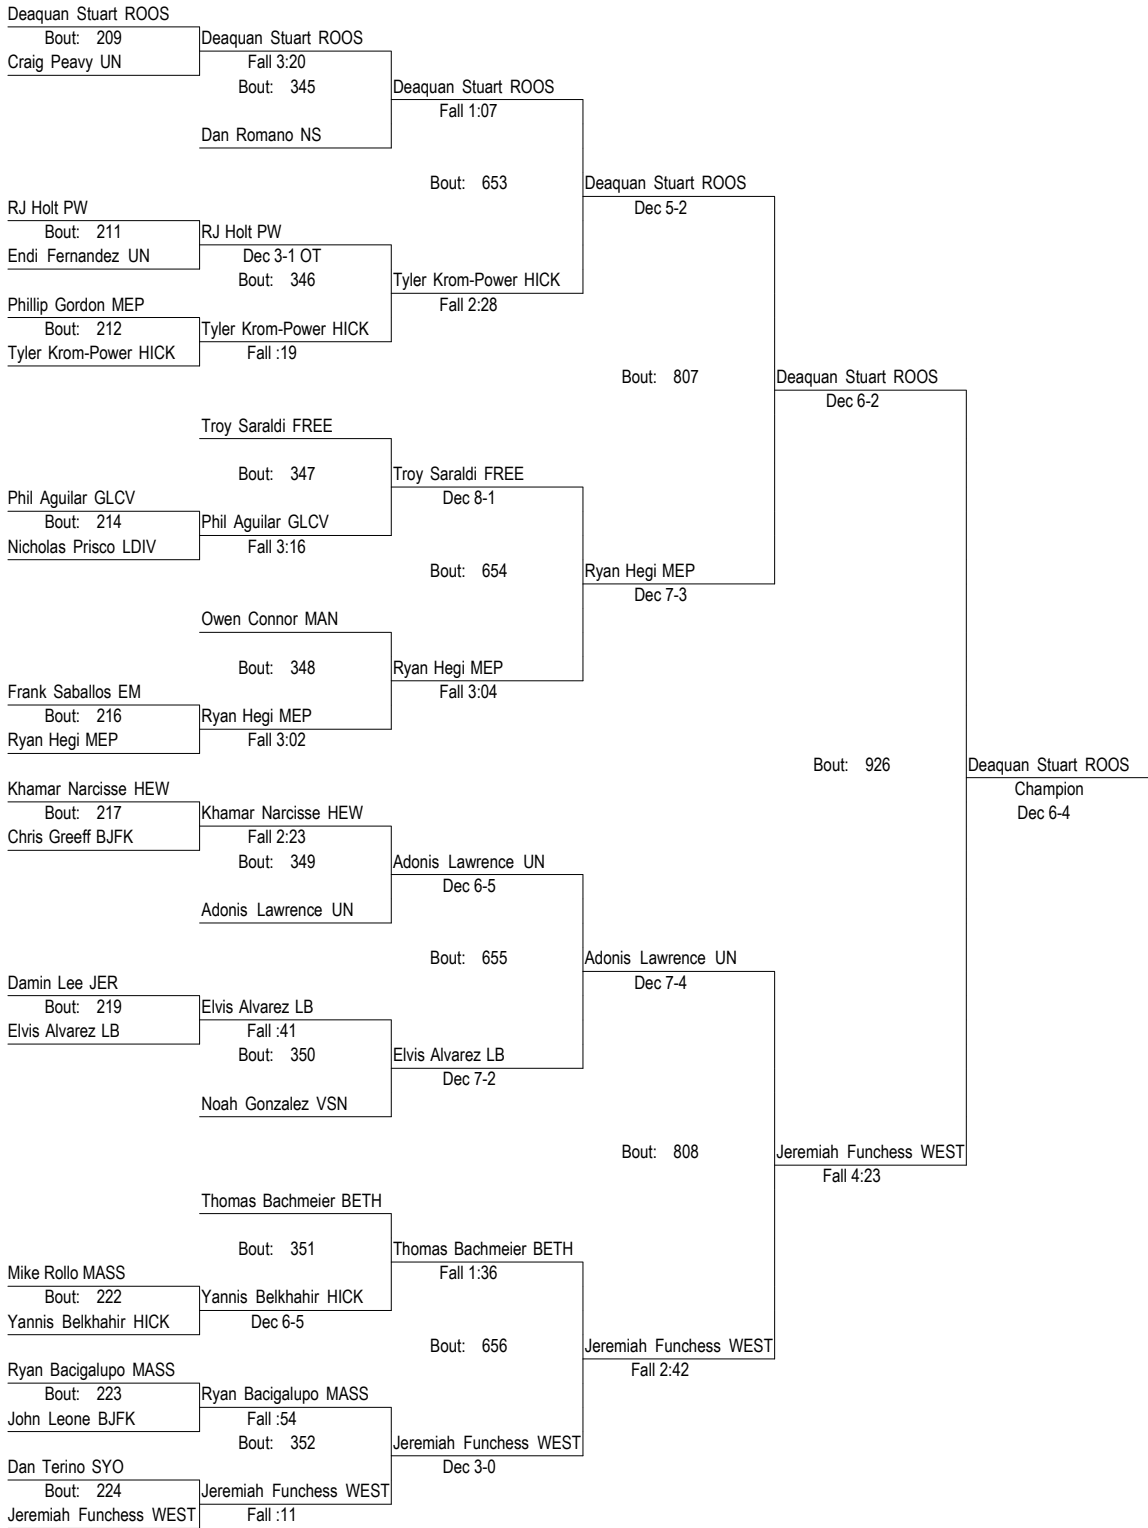 Deaquan Stuart ROOS
Bout: 209
Deaquan Stuart ROOS
Craig Peavy UN
Fall 3:20
Bout: 345
Deaquan Stuart ROOS
Fall 1:07
Dan Romano NS
Bout: 653
Deaquan Stuart ROOS
RJ Holt PW
Dec 5-2
Bout: 211
RJ Holt PW
Endi Fernandez UN
Dec 3-1 OT
Bout: 346
Tyler Krom-Power HICK
Phillip Gordon MEP
Fall 2:28
Bout: 212
Tyler Krom-Power HICK
Tyler Krom-Power HICK
Fall :19
Bout: 807
Deaquan Stuart ROOS
Dec 6-2
Troy Saraldi FREE
Bout: 347
Troy Saraldi FREE
Phil Aguilar GLCV
Dec 8-1
Bout: 214
Phil Aguilar GLCV
Nicholas Prisco LDIV
Fall 3:16
Bout: 654
Ryan Hegi MEP
Dec 7-3
Owen Connor MAN
Bout: 348
Ryan Hegi MEP
Frank Saballos EM
Fall 3:04
Bout: 216
Ryan Hegi MEP
Ryan Hegi MEP
Fall 3:02
Bout: 926
Deaquan Stuart ROOS
Khamar Narcisse HEW
Champion
Bout: 217
Khamar Narcisse HEW
Dec 6-4
Chris Greeff BJFK
Fall 2:23
Bout: 349
Adonis Lawrence UN
Dec 6-5
Adonis Lawrence UN
Bout: 655
Adonis Lawrence UN
Damin Lee JER
Dec 7-4
Bout: 219
Elvis Alvarez LB
Elvis Alvarez LB
Fall :41
Bout: 350
Elvis Alvarez LB
Dec 7-2
Noah Gonzalez VSN
Bout: 808
Jeremiah Funchess WEST
Fall 4:23
Thomas Bachmeier BETH
Bout: 351
Thomas Bachmeier BETH
Mike Rollo MASS
Fall 1:36
Bout: 222
Yannis Belkhahir HICK
Yannis Belkhahir HICK
Dec 6-5
Bout: 656
Jeremiah Funchess WEST
Ryan Bacigalupo MASS
Fall 2:42
Bout: 223
Ryan Bacigalupo MASS
John Leone BJFK
Fall :54
Bout: 352
Jeremiah Funchess WEST
Dan Terino SYO
Dec 3-0
Bout: 224
Jeremiah Funchess WEST
Jeremiah Funchess WEST
Fall :11